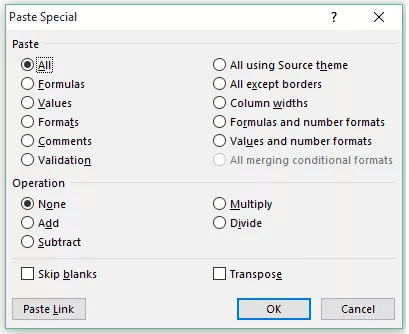 Paste Special
?
Paste
All
All using Source theme
Formulas
All except borders
Values
Column widths
Formats
Formulas and number formats
Comments
Values and number formats
Validation
All merging conditional formats
Operation
None
Multiply
Add
Divide
Subtract
Skip blanks
Transpose
Paste Link
OK
Cancel